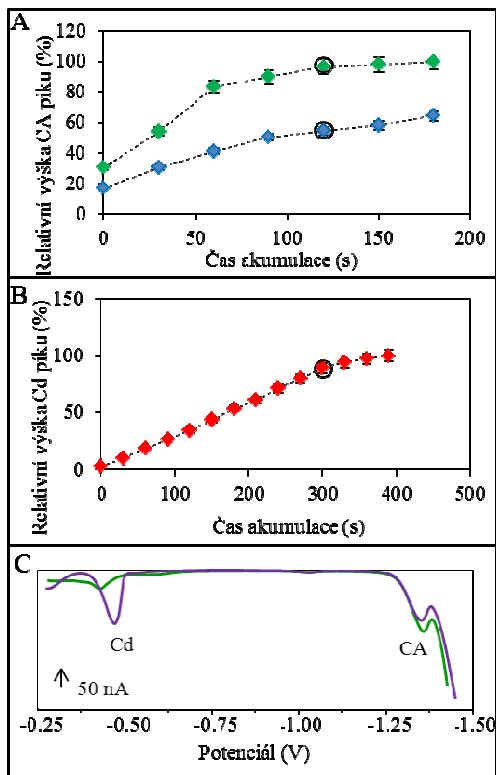 A
120
100
80
60
40
20
0
0 50 100 150 200
Relativní výška CA piku (%)
Čas akumulace (s)
B
150
100
50
0
0 100 200 300 400 500
Relativní výška Cd piku (%)
Čas akumulace (s)
C
Cd
CA
50 nA
-0.25 -0.50 -0.75 -1.00 -1.25 -1.50
Potenciál (V)